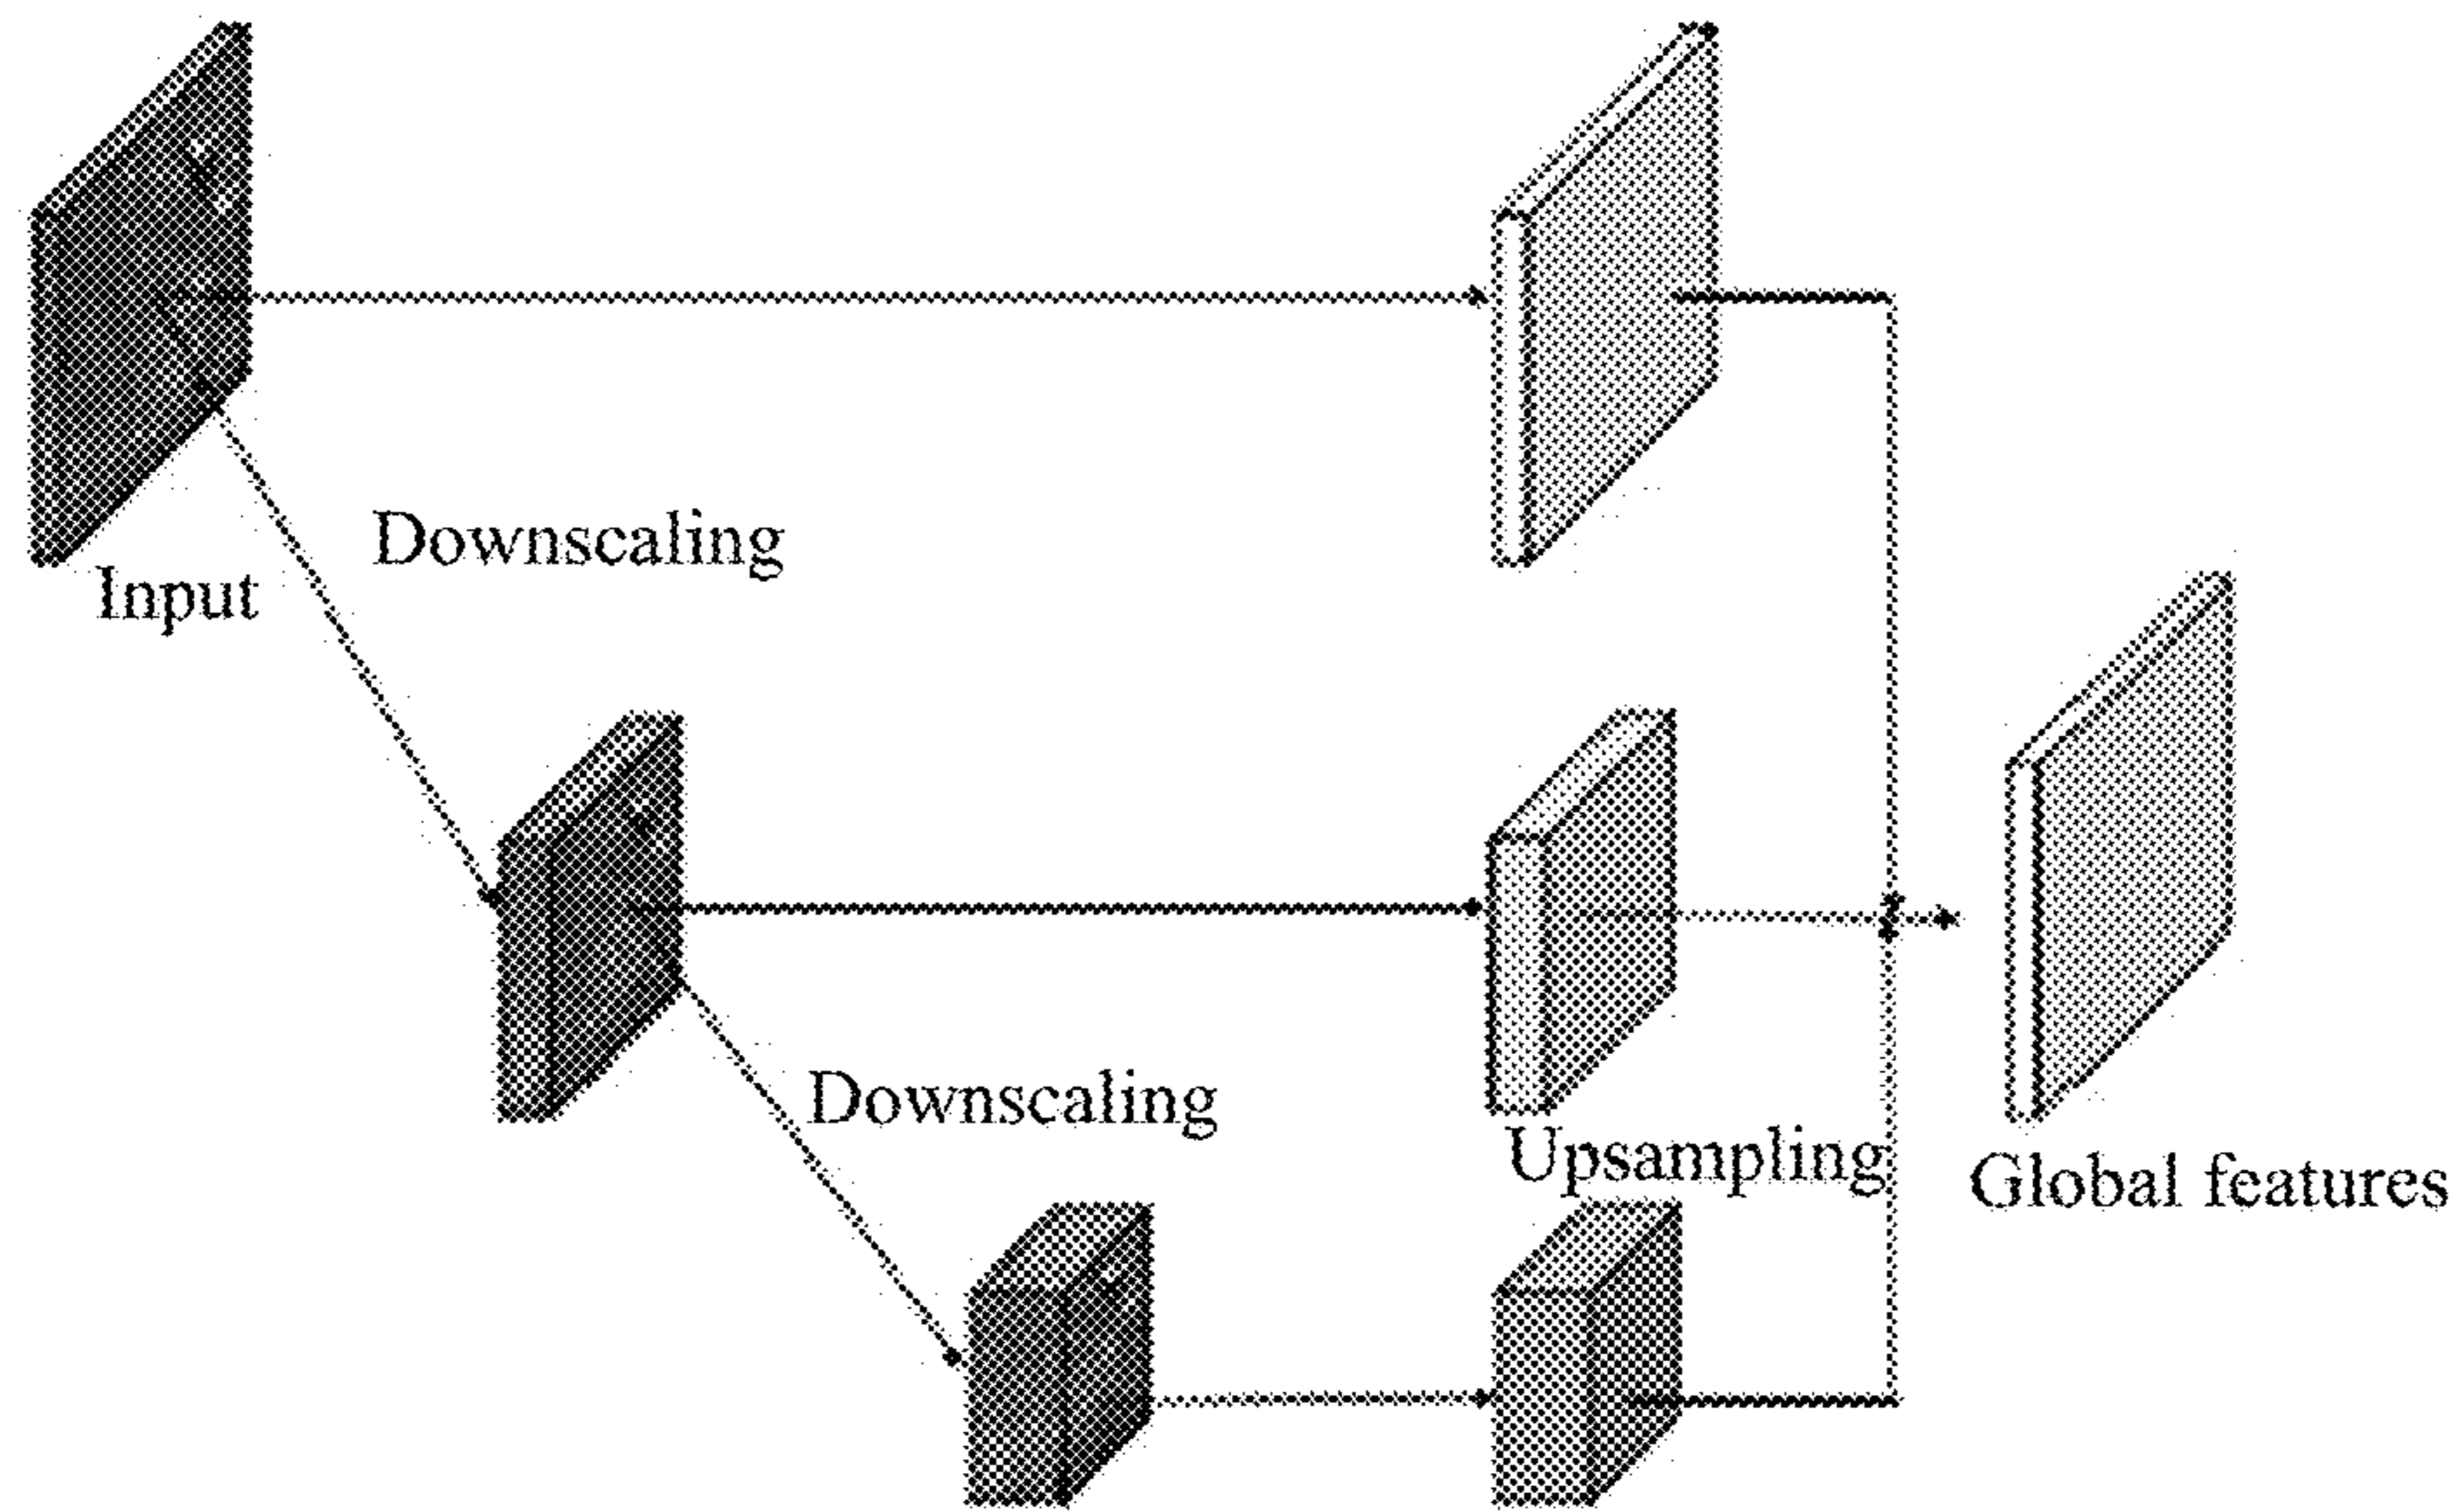 Downscaling
Input
Downscaling
Upsampling
Global features